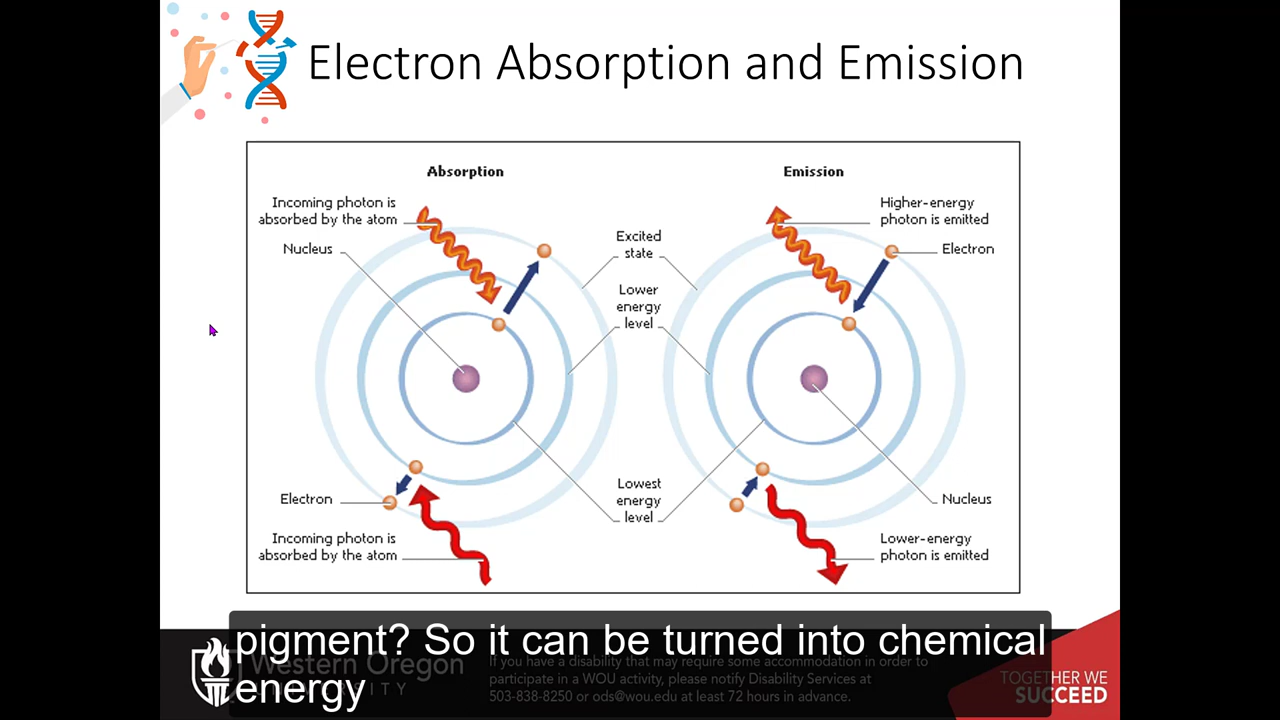 Electron Absorption and Emission
Absorption
Incoming photon is
absorbed by the atom
Nucleus
Electron
Incoming photon is
absorbed by the atom
Excited
state
Lower
energy
level
Lowest
energy
level
Emission
Higher-energy
photon is emitted
Electron
Nucleus
Lower-energy
photon is emitted
pigment? So it can be turned into chemical
energy
Western Oregon
UNIVERSITY
If you have a disability that may require some accommodation in order to
participate in a WOU activity, please notify Disability Services at
503-838-8250 or ods@wou.edu at least 72 hours in advance.
TOGETHER WE
SUCCEED